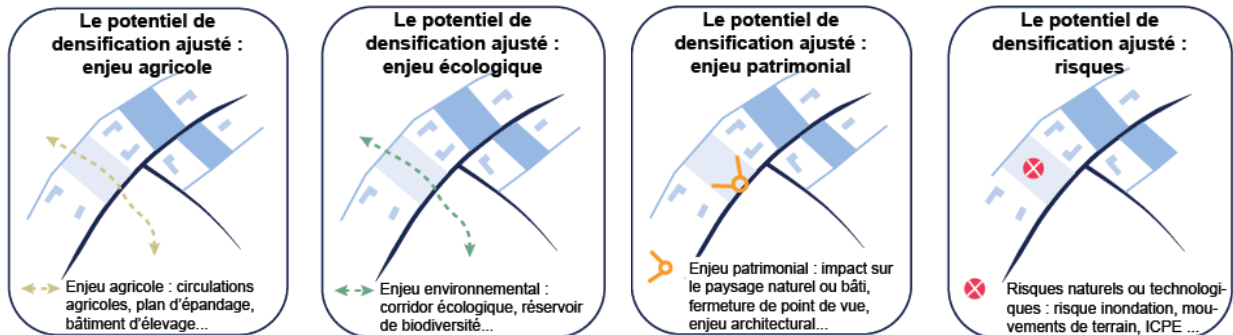 Le potentiel de
densification ajusté :
enjeu agricole
Enjeu agricole : circulations
agricoles, plan d'épandage,
bâtiment d'élevage...
Le potentiel de
densification ajusté :
enjeu écologique
Enjeu environnemental :
corridor écologique, réservoir
de biodiversité...
Le potentiel de
densification ajusté :
enjeu patrimonial
Enjeu patrimonial : impact sur
le paysage naturel ou bâti,
fermeture de point de vue,
enjeu architectural...
Le potentiel de
densification ajusté :
risques
Risques naturels ou technologi-
ques : risque inondation, mou-
vements de terrain, ICPE ...